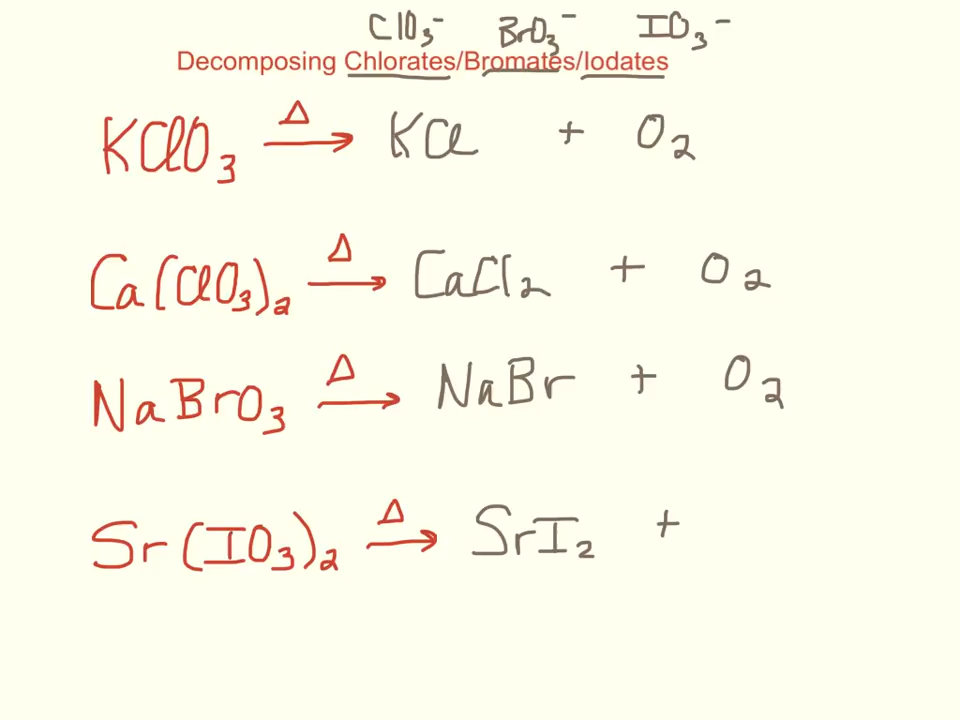 ClO₃⁻ BrO₃⁻ IO₃⁻
Decomposing Chlorates/Bromates/Iodates
KClO₃ Δ→ KCl + O₂
Ca(ClO₃)₂ Δ→ CaCl₂ + O₂
NaBrO₃ Δ→ NaBr + O₂
Sr(IO₃)₂ Δ→ SrI₂ +